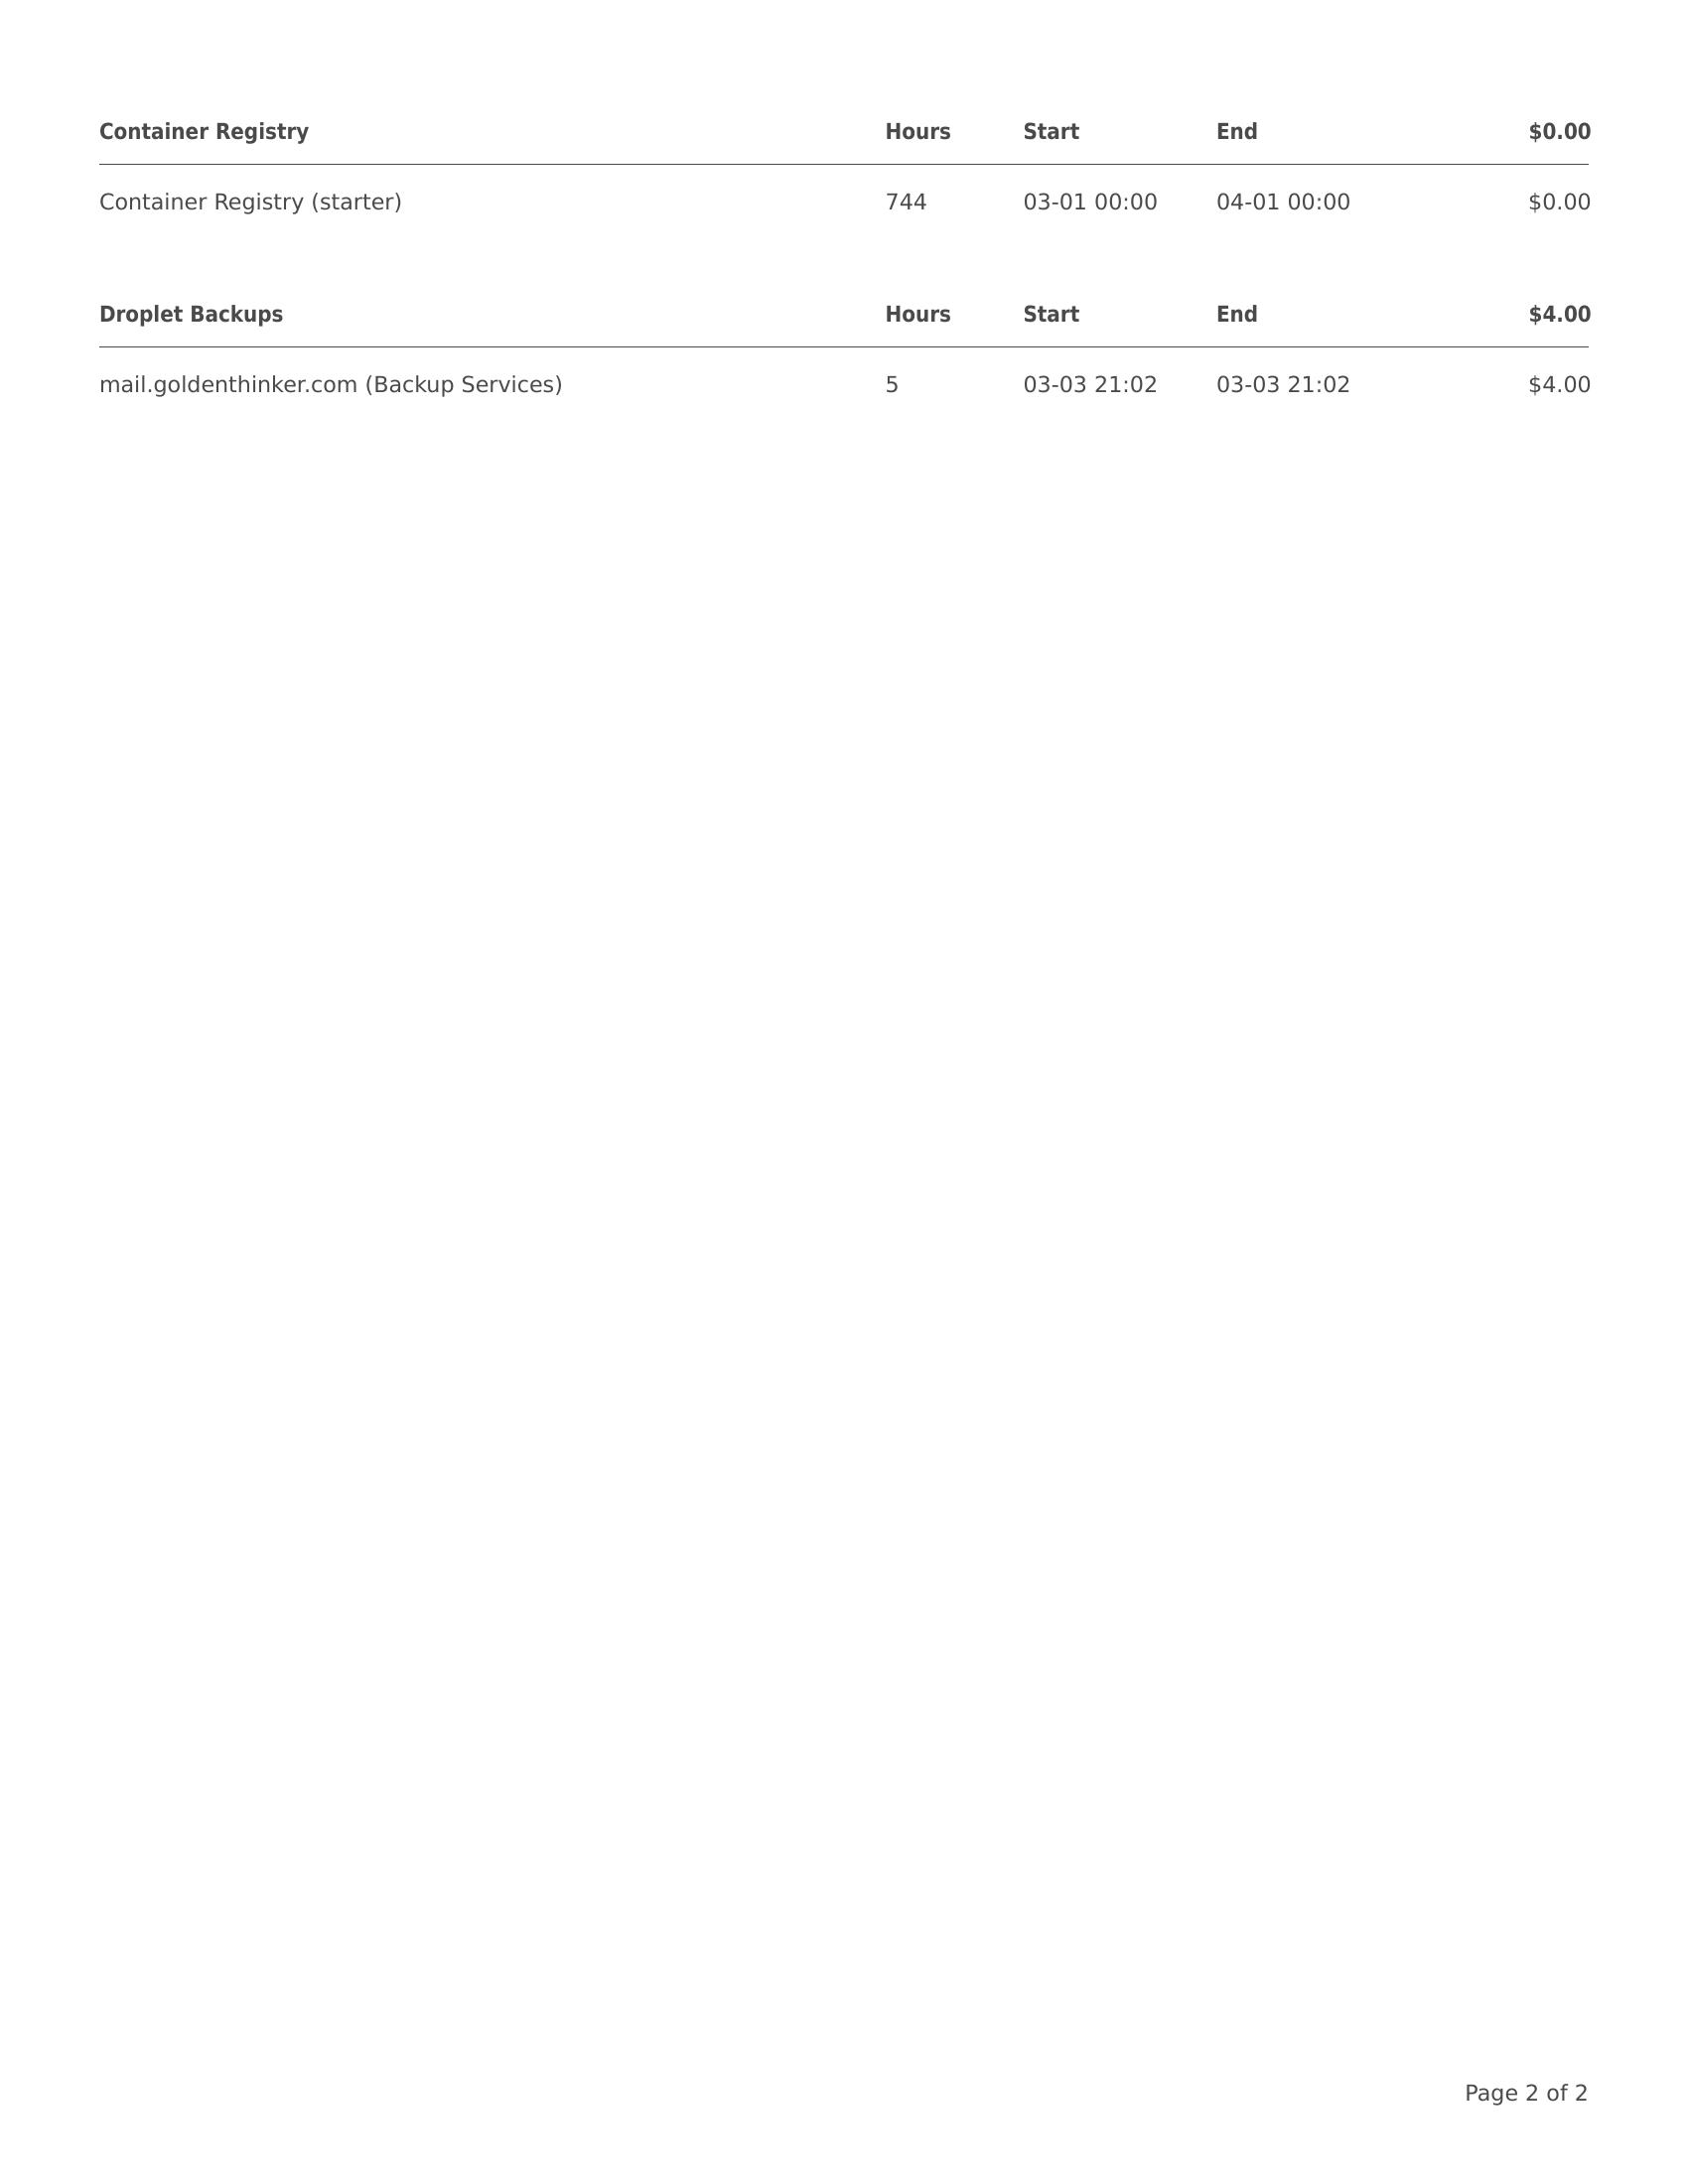 Container Registry Hours Start End $0.00
Container Registry (starter) 744 03-01 00:00 04-01 00:00 $0.00
Droplet Backups Hours Start End $4.00
mail.goldenthinker.com (Backup Services) 5 03-03 21:02 03-03 21:02 $4.00
Page 2 of 2